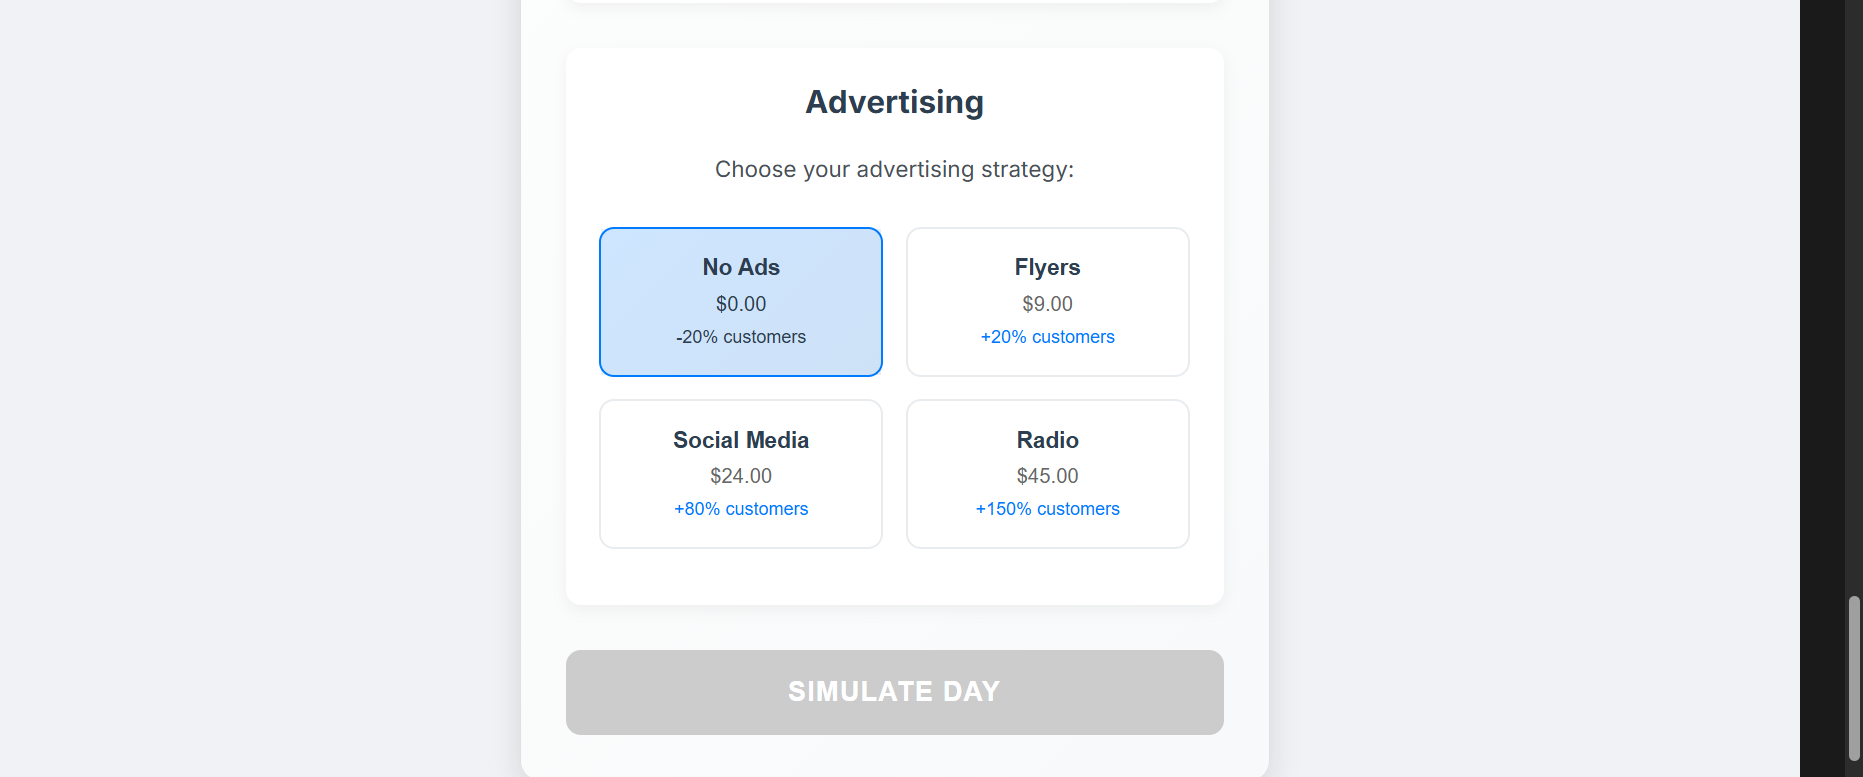 Advertising
Choose your advertising strategy:
No Ads
$0.00
-20% customers
Flyers
$9.00
+20% customers
Social Media
$24.00
+80% customers
Radio
$45.00
+150% customers
SIMULATE DAY